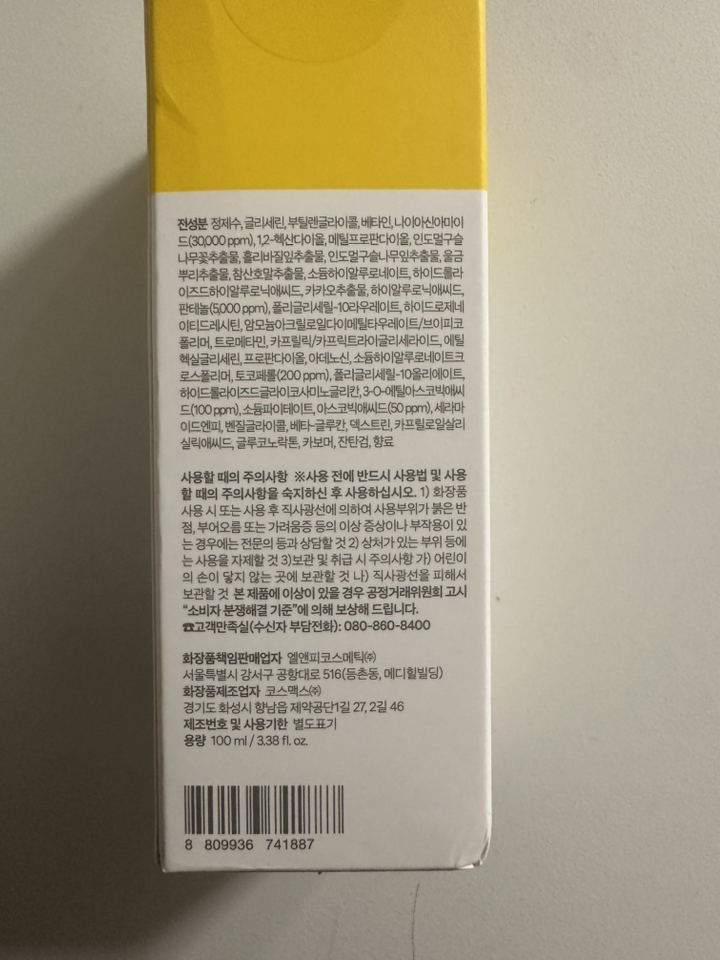 전성분 정제수, 글리세린, 부틸렌글라이콜, 베타인, 나이아신아마이
드(30,000 ppm), 1,2-헥산다이올, 메틸프로판다이올, 인도멀구슬
나무꽃추출물, 홀리바질잎추출물, 인도멀구슬나무잎추출물, 울금
뿌리추출물, 참산호말추출물, 소듐하이알루로네이트, 하이드롤라
이즈드하이알루로닉애씨드, 카카오추출물, 하이알루로닉애씨드,
판테놀(5,000 ppm), 폴리글리세릴-10라우레이트, 하이드로제네
이티드레시틴, 암모늄아크릴로일다이메틸타우레이트/브이피코
폴리머, 트로메타민, 카프릴릭/카프릭트라이글리세라이드, 에틸
헥실글리세린, 프로판다이올, 아데노신, 소듐하이알루로네이트크
로스폴리머, 토코페롤(200 ppm), 폴리글리세릴-10올리에이트,
하이드롤라이즈드글라이코사미노글리칸, 3-O-에틸아스코빅애씨
드(100 ppm), 소듐파이테이트, 아스코빅애씨드(50 ppm), 세라마
이드엔피, 벤질글라이콜, 베타-글루칸, 덱스트린, 카프릴로일살리
실릭애씨드, 글루코노락톤, 카보머, 잔탄검, 향료
사용할 때의 주의사항 ※사용 전에 반드시 사용법 및 사용
할 때의 주의사항을 숙지하신 후 사용하십시오. 1) 화장품
사용 시 또는 사용 후 직사광선에 의하여 사용부위가 붉은 반
점, 부어오름 또는 가려움증 등의 이상 증상이나 부작용이 있
는 경우에는 전문의 등과 상담할 것 2) 상처가 있는 부위 등에
는 사용을 자제할 것 3)보관 및 취급 시 주의사항 가) 어린이
의 손이 닿지 않는 곳에 보관할 것 나) 직사광선을 피해서
보관할 것 본 제품에 이상이 있을 경우 공정거래위원회 고시
“소비자 분쟁해결 기준”에 의해 보상해 드립니다.
☎고객만족실(수신자 부담전화): 080-860-8400
화장품책임판매업자 엘앤피코스메틱㈜
서울특별시 강서구 공항대로 516(등촌동, 메디힐빌딩)
화장품제조업자 코스맥스㈜
경기도 화성시 향남읍 제약공단1길 27, 2길 46
제조번호 및 사용기한 별도표기
용량 100 ml / 3.38 fl. oz.
8 809936 741887